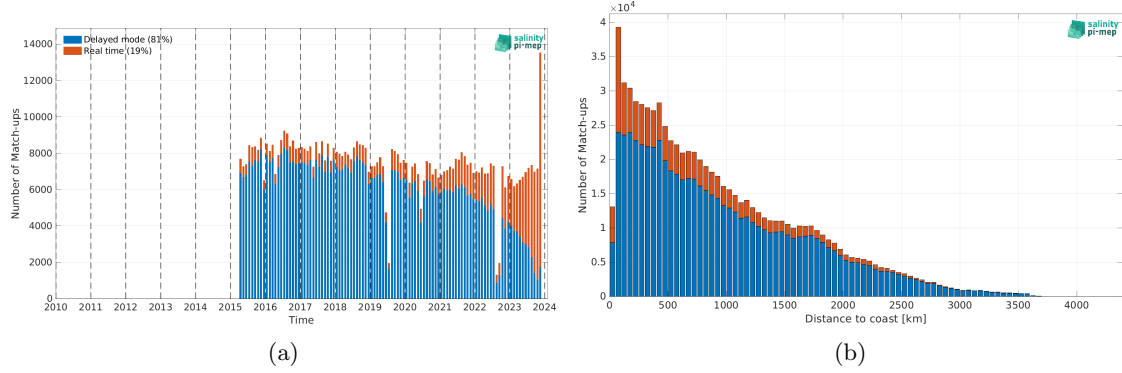 Delayed mode (81%)
Real time (19%)
salinity
pi-mep
14000
12000
10000
8000
6000
4000
2000
0
Number of Match-ups
2010 2011 2012 2013 2014 2015 2016 2017 2018 2019 2020 2021 2022 2023 2024
Time
(a)
×10⁴
salinity
pi-mep
4
3.5
3
2.5
2
1.5
1
0.5
0
Number of Match-ups
0 500 1000 1500 2000 2500 3000 3500 4000
Distance to coast [km]
(b)